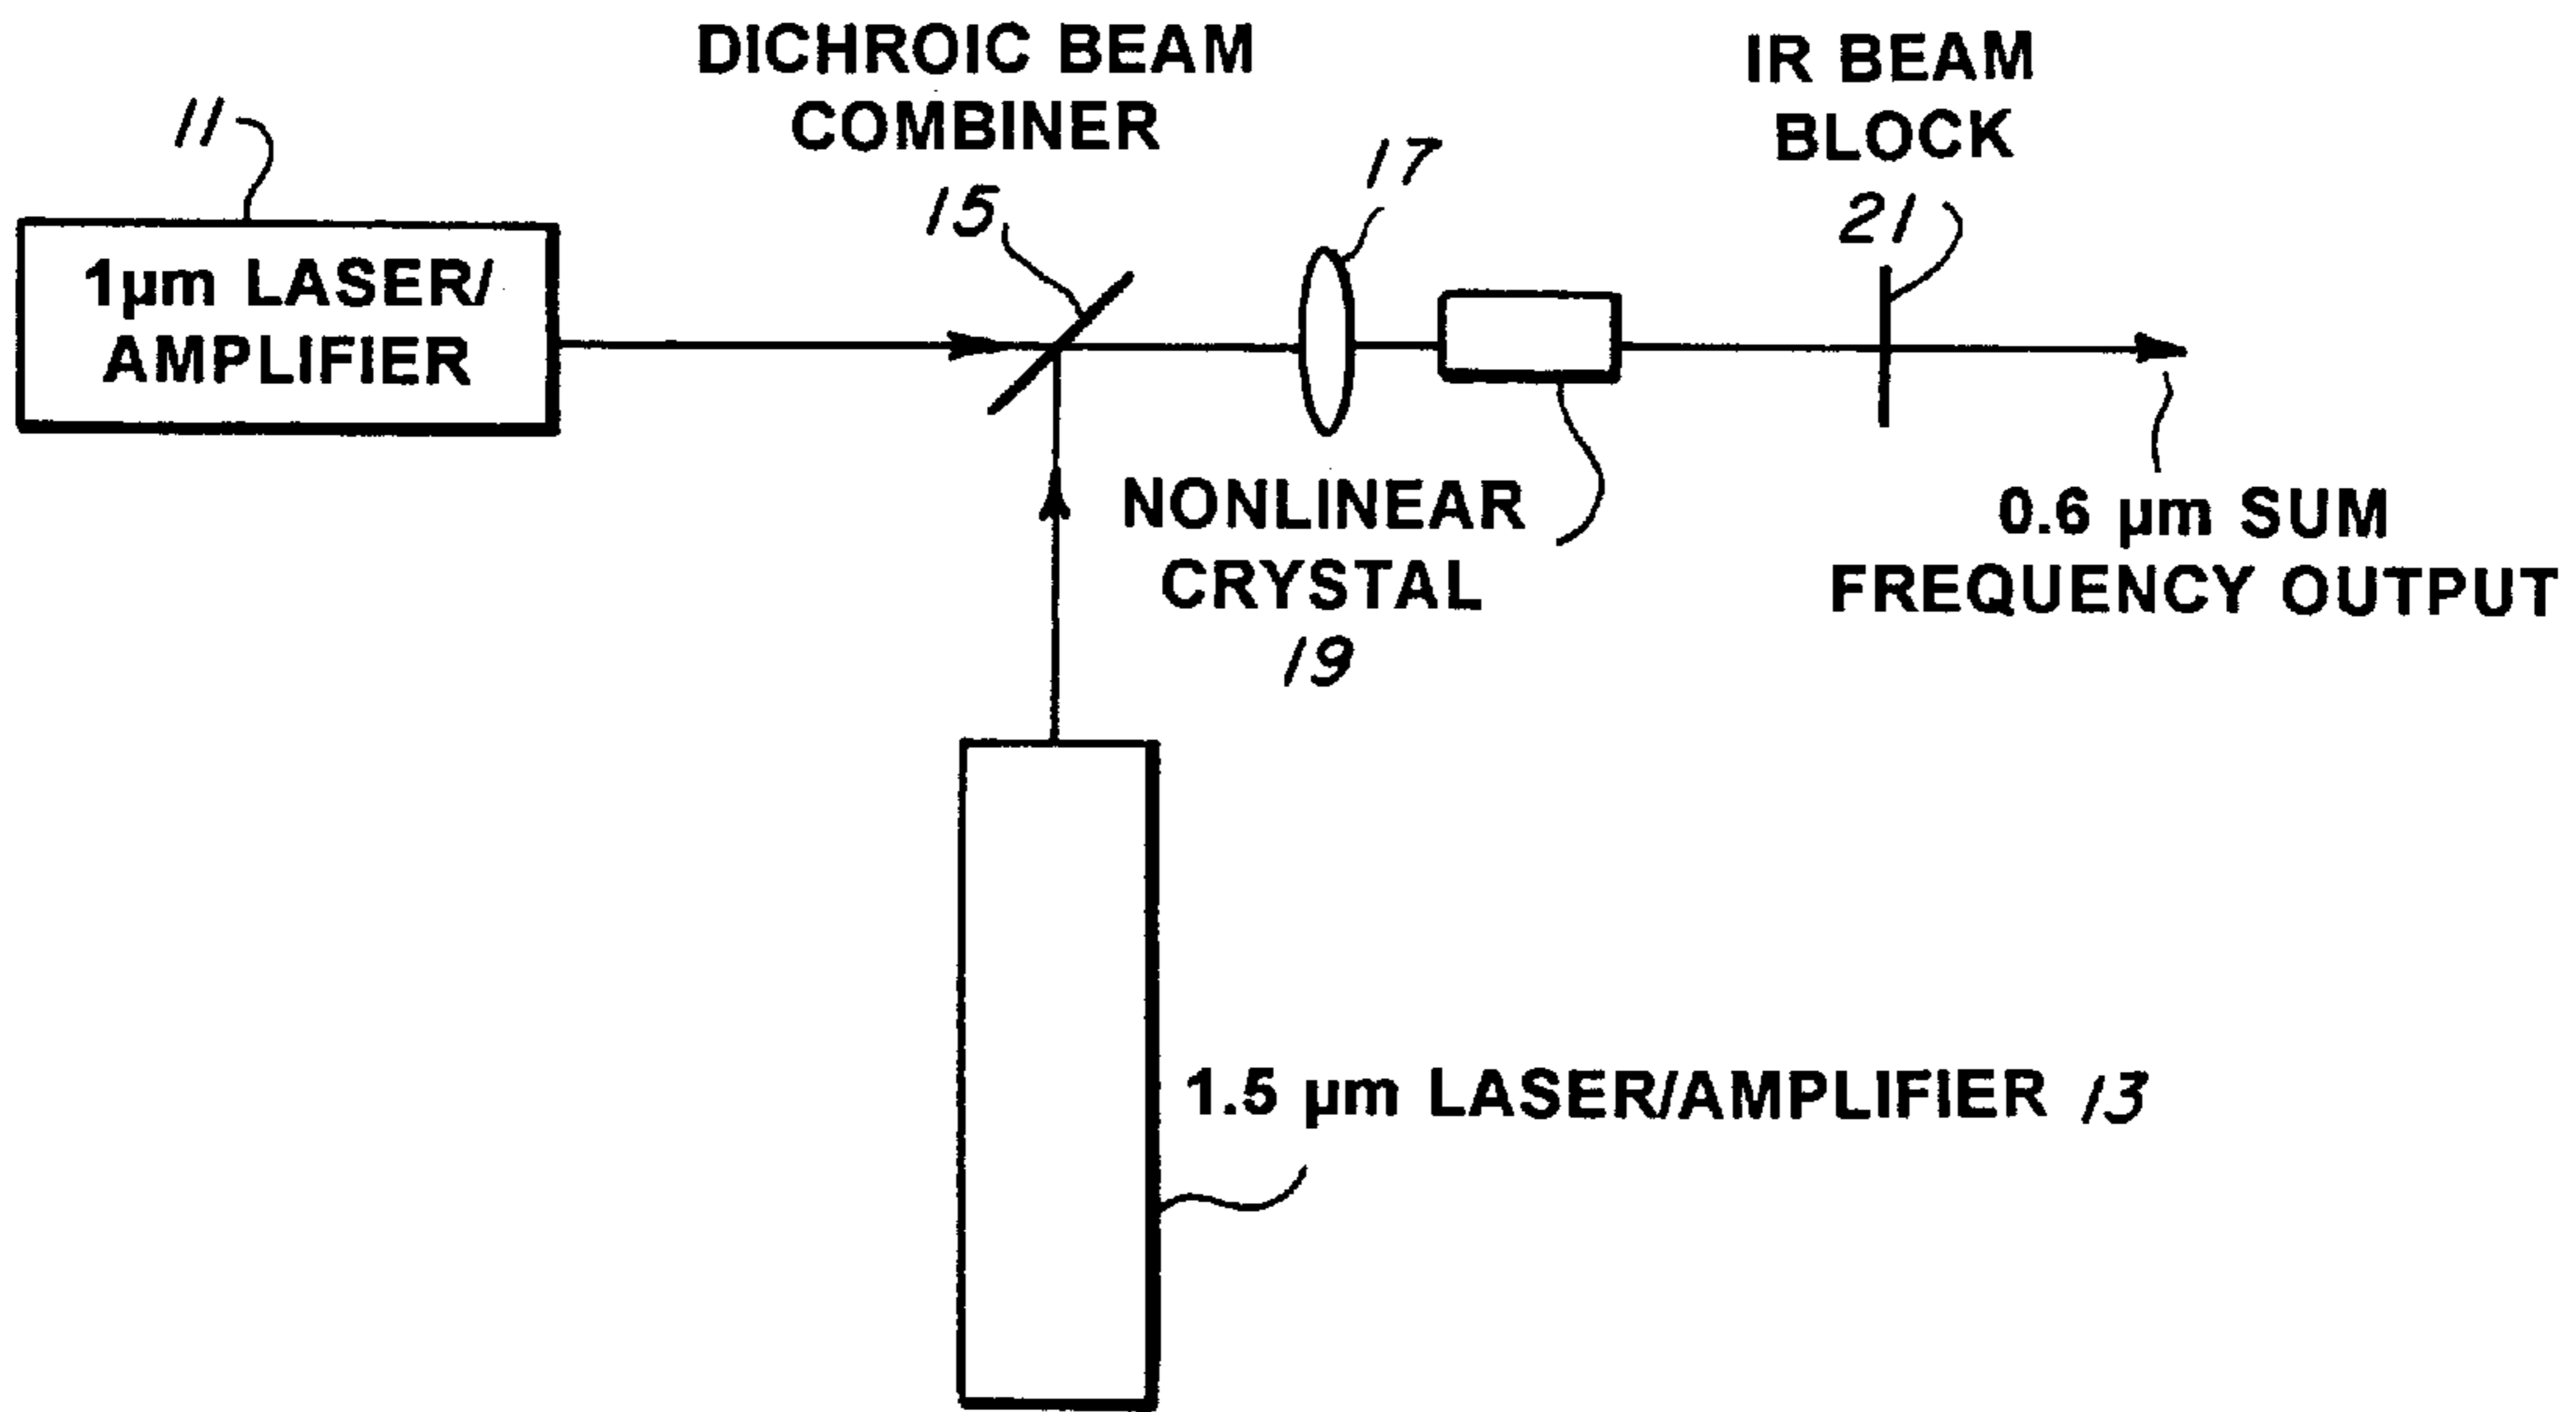 DICHROIC BEAM
COMBINER
15
IR BEAM
BLOCK
21
11
17
1µm LASER/
AMPLIFIER
NONLINEAR
CRYSTAL
19
0.6 µm SUM
FREQUENCY OUTPUT
1.5 µm LASER/AMPLIFIER 13